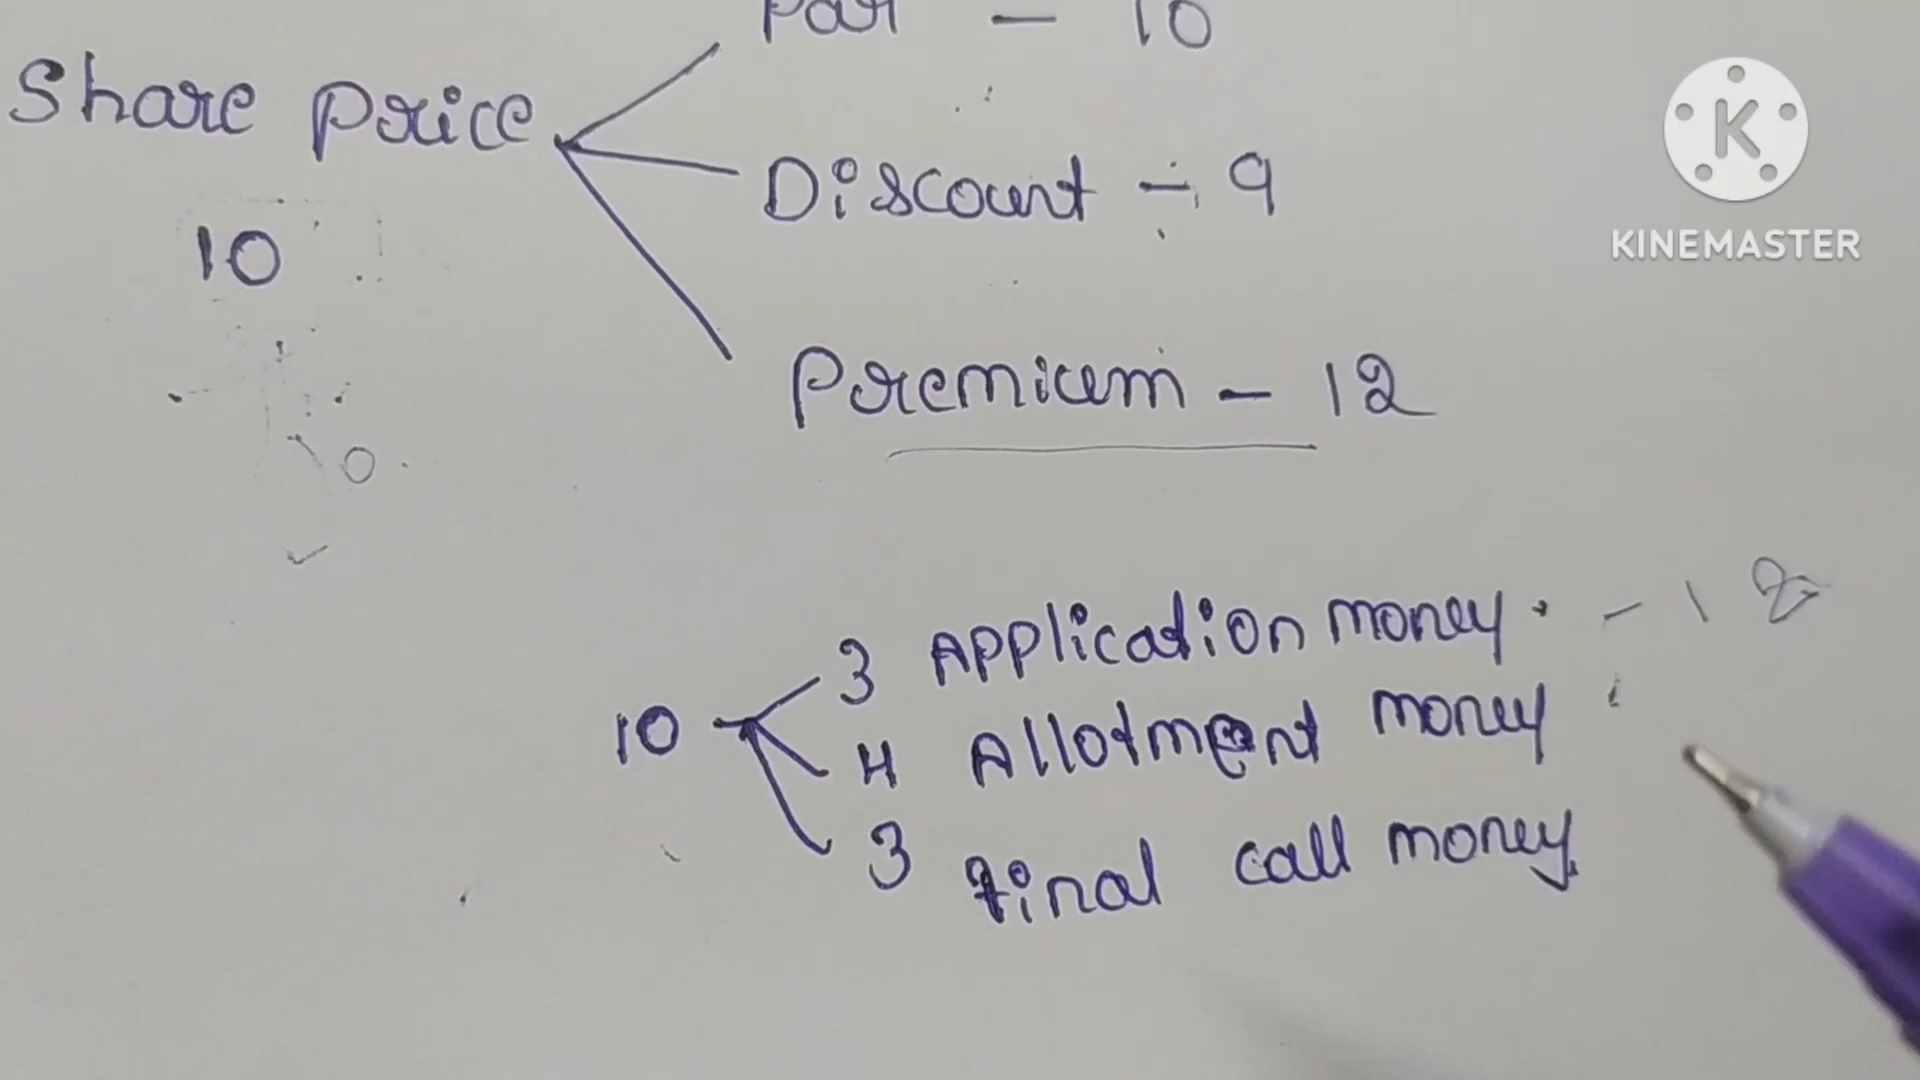 Par - 10
Share price
Discount - 9
10
Premium - 12
3 Application money - 12
10
4 Allotment money
3 final call money
K
KINEMASTER